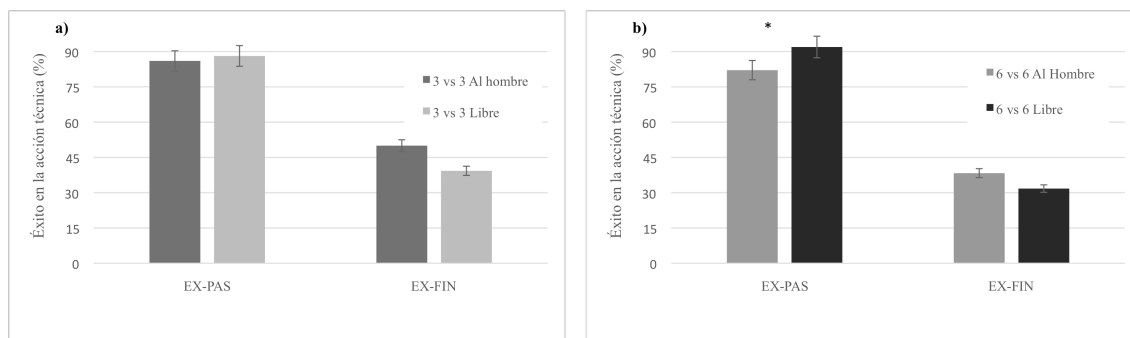 a)
Éxito en la acción técnica (%)
90
75
60
45
30
15
0
3 vs 3 Al hombre
3 vs 3 Libre
EX-PAS
EX-FIN
b)
*
Éxito en la acción técnica (%)
90
75
60
45
30
15
0
6 vs 6 Al Hombre
6 vs 6 Libre
EX-PAS
EX-FIN